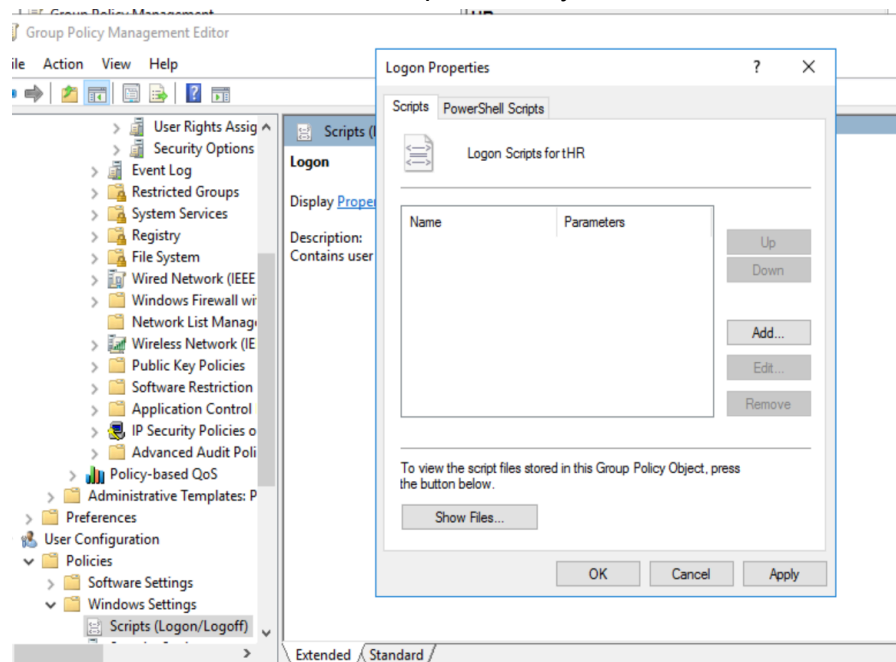 Group Policy Management
HR
Group Policy Management Editor
ile Action View Help
User Rights Assig
Security Options
Event Log
Restricted Groups
System Services
Registry
File System
Wired Network (IEEE
Windows Firewall wi
Network List Manag
Wireless Network (IE
Public Key Policies
Software Restriction
Application Control
IP Security Policies o
Advanced Audit Poli
Policy-based QoS
Administrative Templates: P
Preferences
User Configuration
Policies
Software Settings
Windows Settings
Scripts (Logon/Logoff)
Scripts (
Logon
Display Prope
Description:
Contains user
Extended Standard
Logon Properties ? X
Scripts PowerShell Scripts
Logon Scripts for tHR
Name Parameters
Up
Down
Add...
Edit...
Remove
To view the script files stored in this Group Policy Object, press
the button below.
Show Files...
OK Cancel Apply